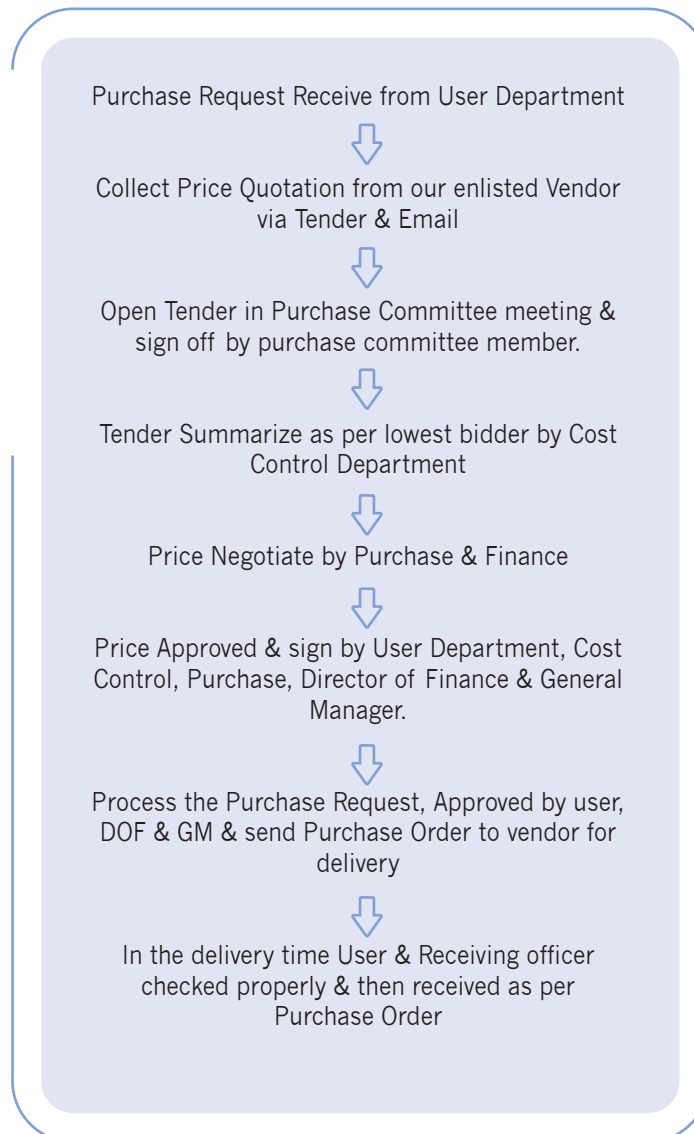 Purchase Request Receive from User Department
Collect Price Quotation from our enlisted Vendor
via Tender & Email
Open Tender in Purchase Committee meeting &
sign off by purchase committee member.
Tender Summarize as per lowest bidder by Cost
Control Department
Price Negotiate by Purchase & Finance
Price Approved & sign by User Department, Cost
Control, Purchase, Director of Finance & General
Manager.
Process the Purchase Request, Approved by user,
DOF & GM & send Purchase Order to vendor for
delivery
In the delivery time User & Receiving officer
checked properly & then received as per
Purchase Order